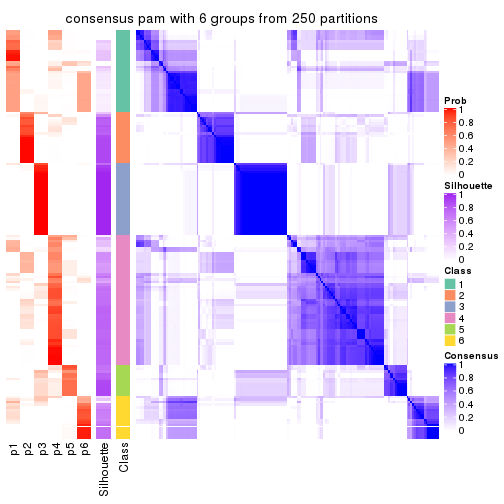 consensus pam with 6 groups from 250 partitions
Prob
1
0.8
0.6
0.4
0.2
0
Silhouette
1
0.8
0.6
0.4
0.2
0
Class
1
2
3
4
5
6
Consensus
1
0.8
0.6
0.4
0.2
0
p1
p2
p3
p4
p5
p6
Silhouette
Class